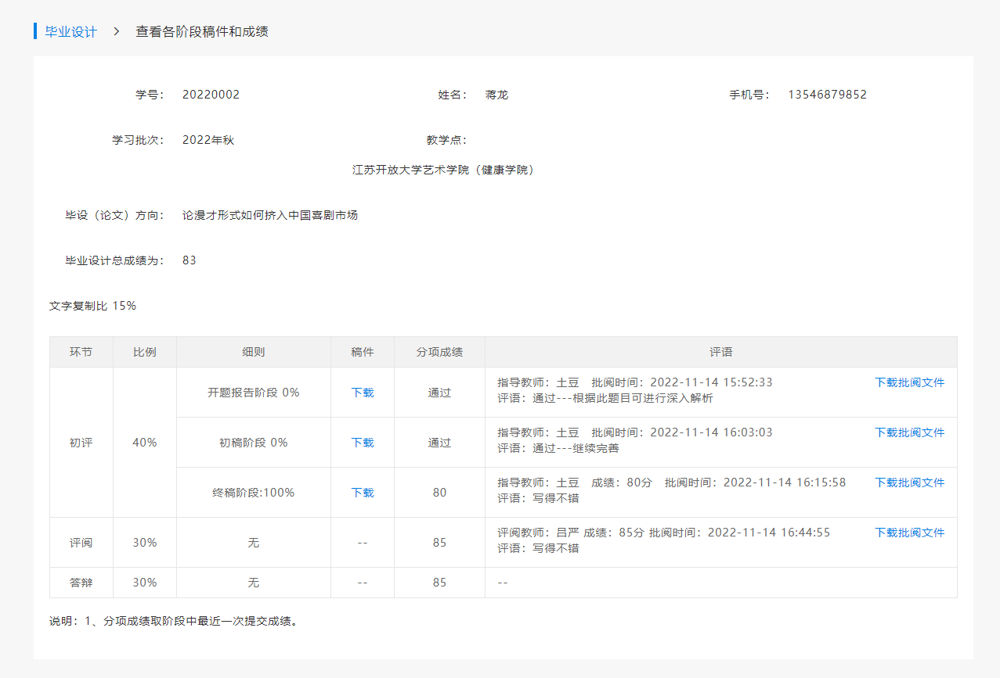 毕业设计 > 查看各阶段稿件和成绩
学号： 20220002 姓名： 蒋龙 手机号： 13546879852
学习批次： 2022年秋 教学点：
江苏开放大学艺术学院（健康学院）
毕设（论文）方向： 论漫才形式如何挤入中国喜剧市场
毕业设计总成绩为： 83
文字复制比 15%
环节 比例 细则 稿件 分项成绩 评语
初评 40%
开题报告阶段 0% 下载 通过
指导教师：土豆 批阅时间：2022-11-14 15:52:33 下载批阅文件
评语：通过---根据此题目可进行深入解析
初稿阶段 0% 下载 通过
指导教师：土豆 批阅时间：2022-11-14 16:03:03 下载批阅文件
评语：通过---继续完善
终稿阶段:100% 下载 80
指导教师：土豆 成绩：80分 批阅时间：2022-11-14 16:15:58 下载批阅文件
评语：写得不错
评阅 30% 无 -- 85
评阅教师：吕严 成绩：85分 批阅时间：2022-11-14 16:44:55 下载批阅文件
评语：写得不错
答辩 30% 无 -- 85 --
说明：1、分项成绩取阶段中最近一次提交成绩。